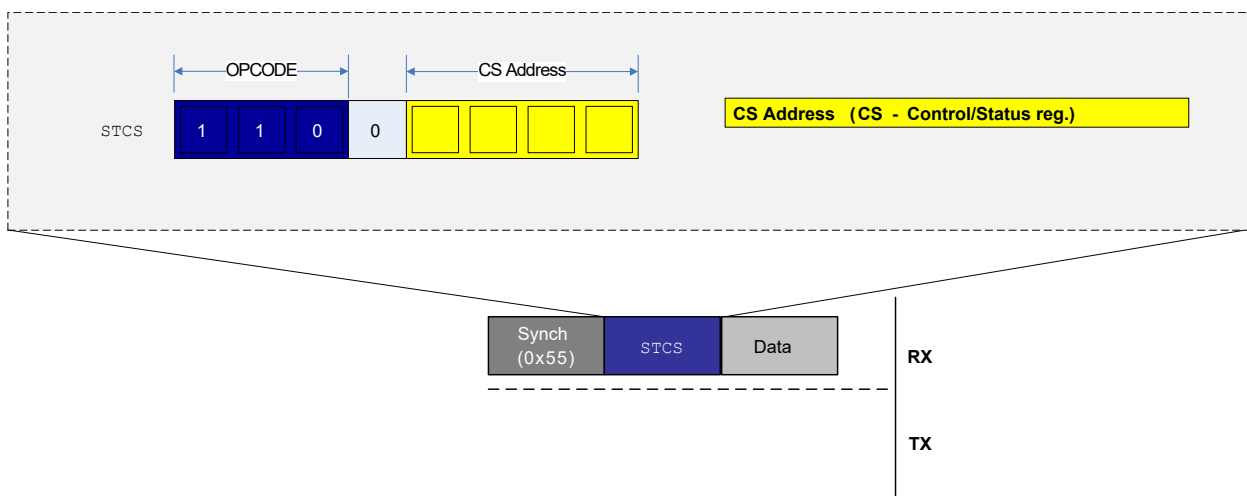 OPCODE
CS Address
STCS 1 1 0 0
CS Address (CS - Control/Status reg.)
Synch
(0x55)
STCS
Data
RX
TX